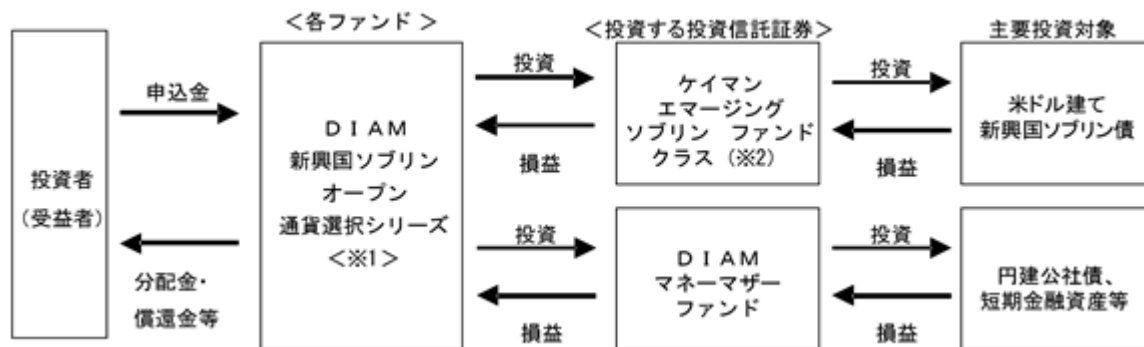 ＜各ファンド＞
＜投資する投資信託証券＞
主要投資対象
投資者
（受益者）
申込金
分配金・
償還金等
ＤＩＡＭ
新興国ソブリン
オープン
通貨選択シリーズ
＜※1＞
投資
損益
ケイマン
エマージング
ソブリン　ファンド
クラス（※2）
投資
損益
米ドル建て
新興国ソブリン債
投資
損益
ＤＩＡＭ
マネーマザー
ファンド
投資
損益
円建公社債、
短期金融資産等